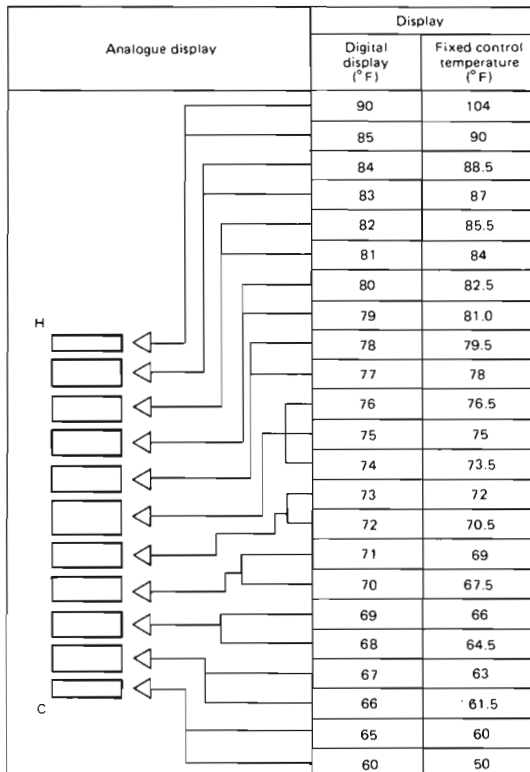 Analogue display
Display
Digital
display
(°F)
Fixed control
temperature
(°F)
90 104
85 90
84 88.5
83 87
82 85.5
81 84
80 82.5
H
79 81.0
78 79.5
77 78
76 76.5
75 75
74 73.5
73 72
72 70.5
71 69
70 67.5
69 66
68 64.5
67 63
66 61.5
C
65 60
60 50